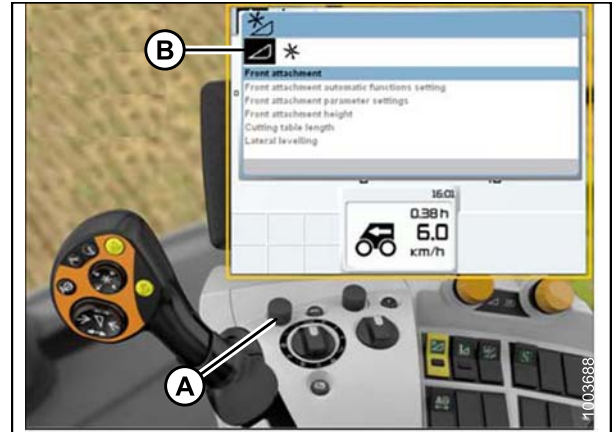 B
Front attachment
Front attachment automatic functions setting
Front attachment parameter settings
Front attachment height
Cutting table length
Lateral levelling
16:01
0.38 h
6.0
км/h
A
1003688